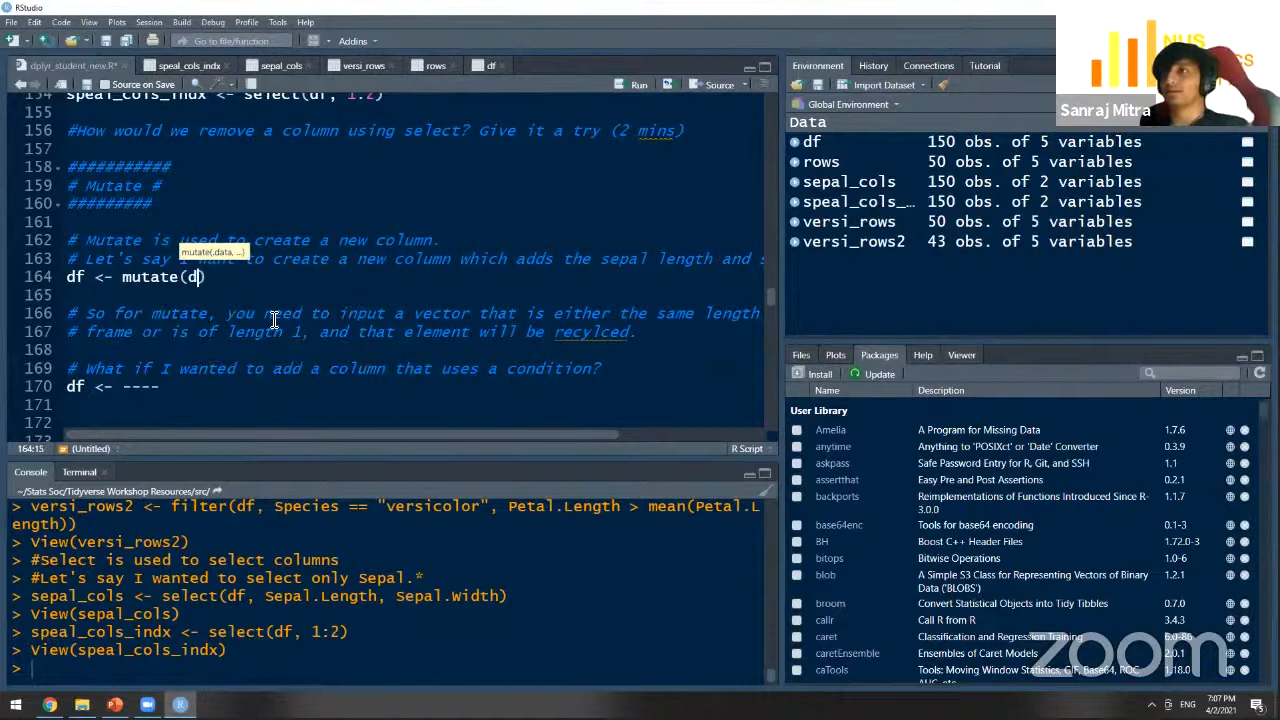 RStudio
File Edit Code View Plots Session Build Debug Profile Tools Help
Go to file/function Addins
dplyr_student_new.R* speal_cols_indx sepal_cols versi_rows rows df
Source on Save Run Source
154 speal_cols_indx <- select(df, 1:2)
155
156 #How would we remove a column using select? Give it a try (2 mins)
157
158 ###########
159 # Mutate #
160 #########
161
162 # Mutate is used to create a new column.
mutate(.data, ...)
163 # Let's say I want to create a new column which adds the sepal length and s
164 df <- mutate(d)
165
166 # So for mutate, you need to input a vector that is either the same length
167 # frame or is of length 1, and that element will be recylced.
168
169 # What if I wanted to add a column that uses a condition?
170 df <- ----
171
172
173
164:15 (Untitled) R Script
Console Terminal
~/Stats Soc/Tidyverse Workshop Resources/src/
> versi_rows2 <- filter(df, Species == "versicolor", Petal.Length > mean(Petal.L
ength))
> View(versi_rows2)
> #Select is used to select columns
> #Let's say I wanted to select only Sepal.*
> sepal_cols <- select(df, Sepal.Length, Sepal.Width)
> View(sepal_cols)
> speal_cols_indx <- select(df, 1:2)
> View(speal_cols_indx)
>
Environment History Connections Tutorial
Import Dataset
Global Environment
Data
df 150 obs. of 5 variables
rows 50 obs. of 5 variables
sepal_cols 150 obs. of 2 variables
speal_cols_... 150 obs. of 2 variables
versi_rows 50 obs. of 5 variables
versi_rows2 43 obs. of 5 variables
NUS
Sanraj Mitra
Files Plots Packages Help Viewer
Install Update
Name Description Version
User Library
Amelia A Program for Missing Data 1.7.6
anytime Anything to 'POSIXct' or 'Date' Converter 0.3.9
askpass Safe Password Entry for R, Git, and SSH 1.1
assertthat Easy Pre and Post Assertions 0.2.1
backports Reimplementations of Functions Introduced Since R- 1.1.7
3.0.0
base64enc Tools for base64 encoding 0.1-3
BH Boost C++ Header Files 1.72.0-3
bitops Bitwise Operations 1.0-6
blob A Simple S3 Class for Representing Vectors of Binary 1.2.1
Data ('BLOBS')
broom Convert Statistical Objects into Tidy Tibbles 0.7.0
callr Call R from R 3.4.3
caret Classification and Regression Training 6.0-86
caretEnsemble Ensembles of Caret Models 2.0.1
caTools Tools: Moving Window Statistics, GIF, Base64, ROC 1.18.0
zoom
ENG
7:07 PM
4/2/2021